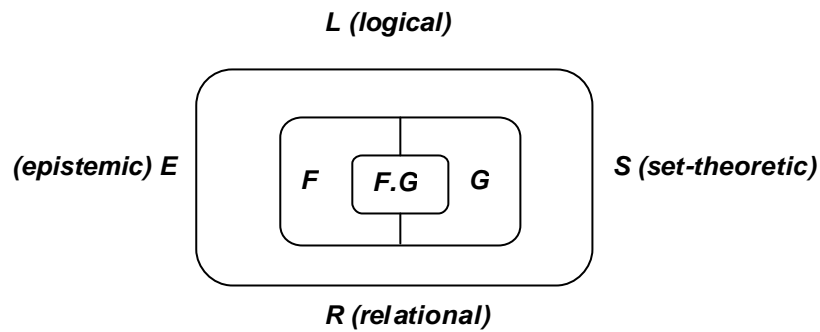 L (logical)
(epistemic) E
F
F.G
G
S (set-theoretic)
R (relational)